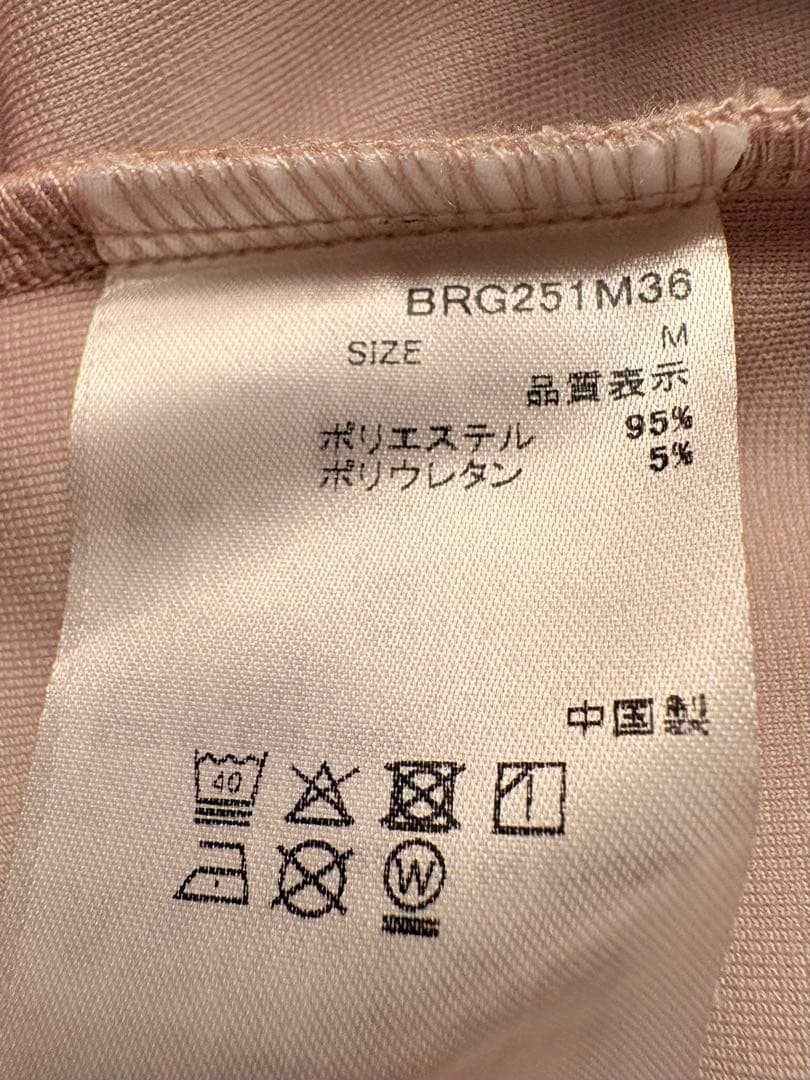 BRG251M36
SIZE M
品質表示
ポリエステル 95%
ポリウレタン 5%
中国製
40
W